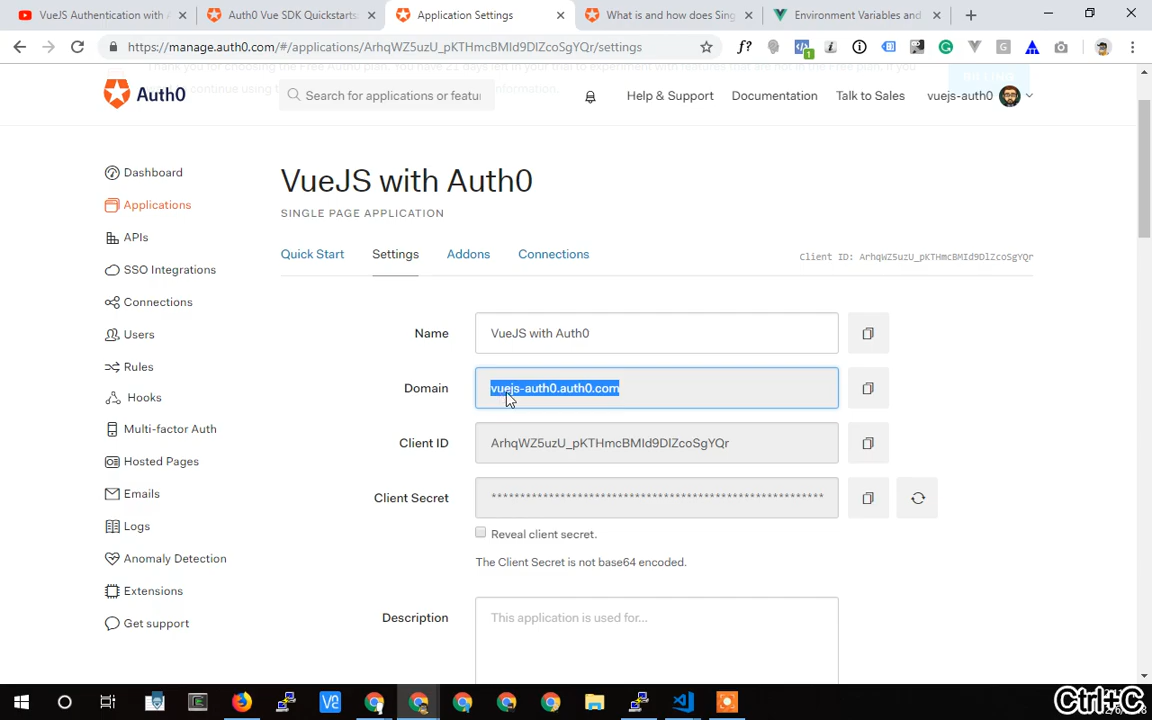 VueJS Authentication with A
Auth0 Vue SDK Quickstarts:
Application Settings
What is and how does Sing
Environment Variables and
https://manage.auth0.com/#/applications/ArhqWZ5uzU_pKTHmcBMId9DlZcoSgYQr/settings
f?
1
Auth0
Search for applications or featur
Help & Support
Documentation
Talk to Sales
vuejs-auth0
Dashboard
Applications
APIs
SSO Integrations
Connections
Users
Rules
Hooks
Multi-factor Auth
Hosted Pages
Emails
Logs
Anomaly Detection
Extensions
Get support
VueJS with Auth0
SINGLE PAGE APPLICATION
Quick Start
Settings
Addons
Connections
Client ID: ArhqWZ5uzU_pKTHmcBMId9DlZcoSgYQr
Name
VueJS with Auth0
Domain
vuejs-auth0.auth0.com
Client ID
ArhqWZ5uzU_pKTHmcBMId9DlZcoSgYQr
Client Secret
****************************************************************
Reveal client secret.
The Client Secret is not base64 encoded.
Description
This application is used for...
Ctrl+C